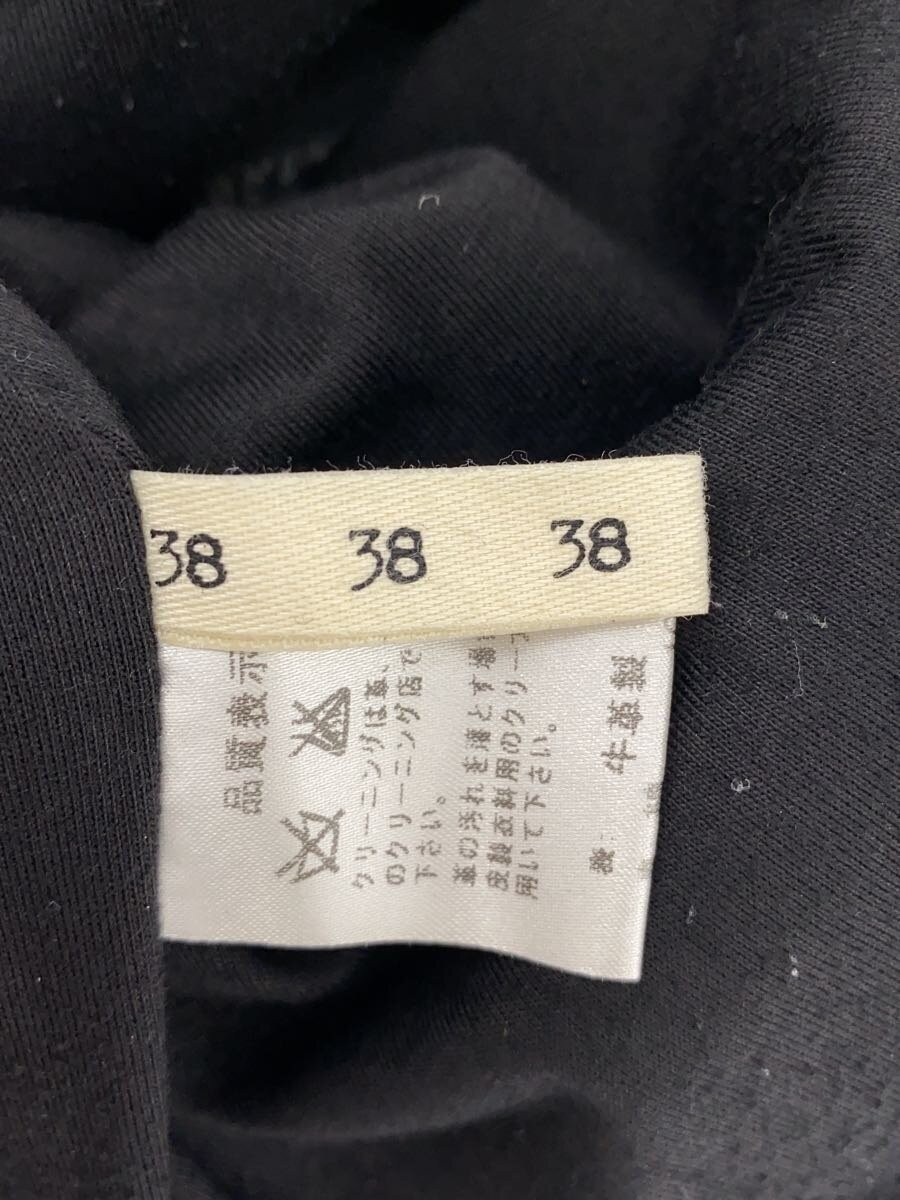 38 38 38
品質表示
クリーニングは革、
のクリーニング店で
下さい。
革の汚れを落とす場
皮製衣料用のクリーニ
用いて下さい。
牛革製